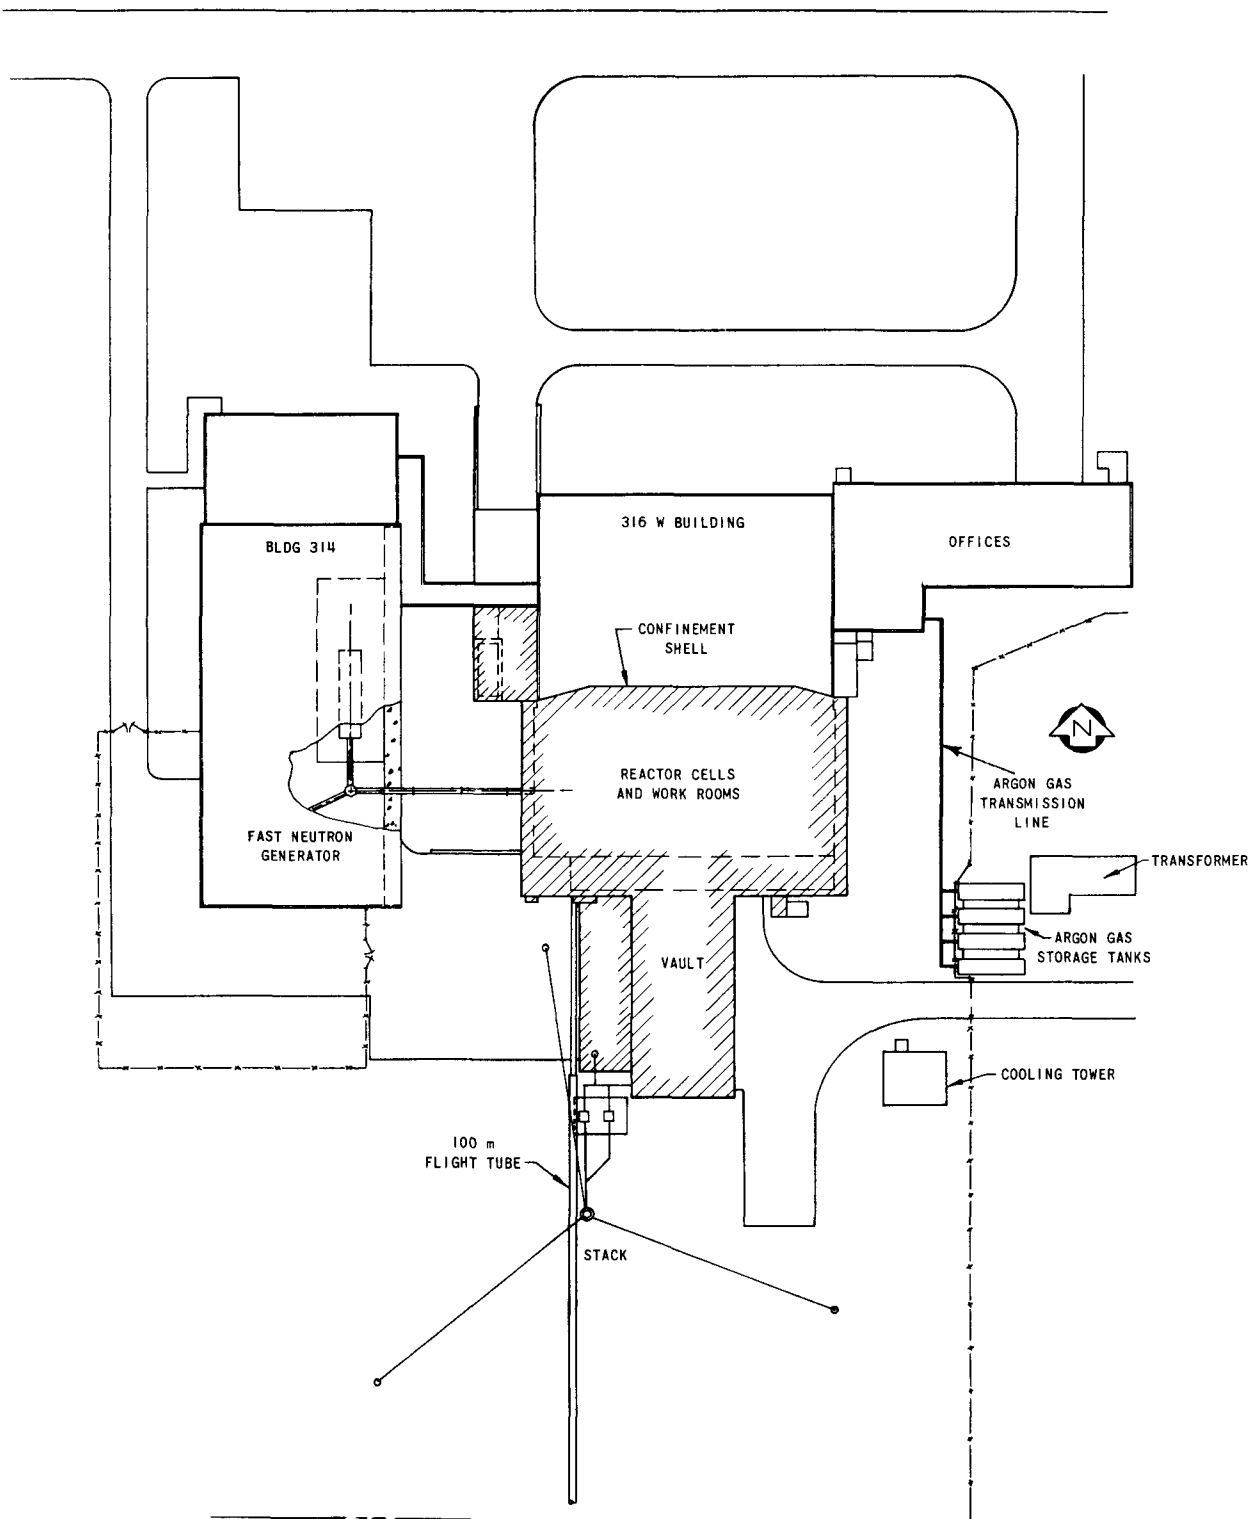 316 W BUILDING
OFFICES
BLDG 314
CONFINEMENT
SHELL
N
REACTOR CELLS
AND WORK ROOMS
ARGON GAS
TRANSMISSION
LINE
FAST NEUTRON
GENERATOR
TRANSFORMER
ARGON GAS
STORAGE TANKS
VAULT
COOLING TOWER
100 m
FLIGHT TUBE
STACK